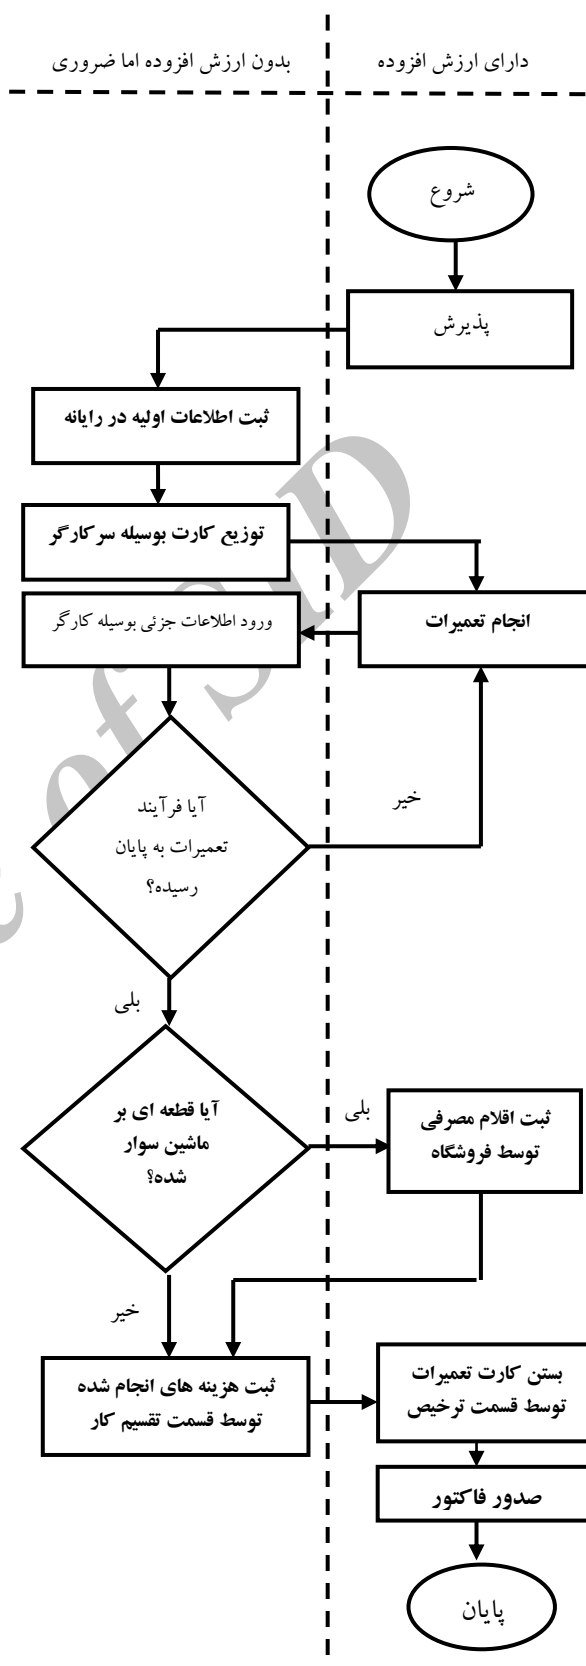 دارای ارزش افزوده
بدون ارزش افزوده اما ضروری
شروع
پذیرش
ثبت اطلاعات اولیه در رایانه
توزیع کارت بوسیله سرکارگر
انجام تعمیرات
ورود اطلاعات جزئی بوسیله کارگر
آیا فرآیند
تعمیرات به پایان
رسیده؟
خیر
بلی
آیا قطعه ای بر
ماشین سوار
شده؟
بلی
ثبت اقلام مصرفی
توسط فروشگاه
خیر
ثبت هزینه های انجام شده
توسط قسمت تقسیم کار
بستن کارت تعمیرات
توسط قسمت ترخیص
صدور فاکتور
پایان
of SID